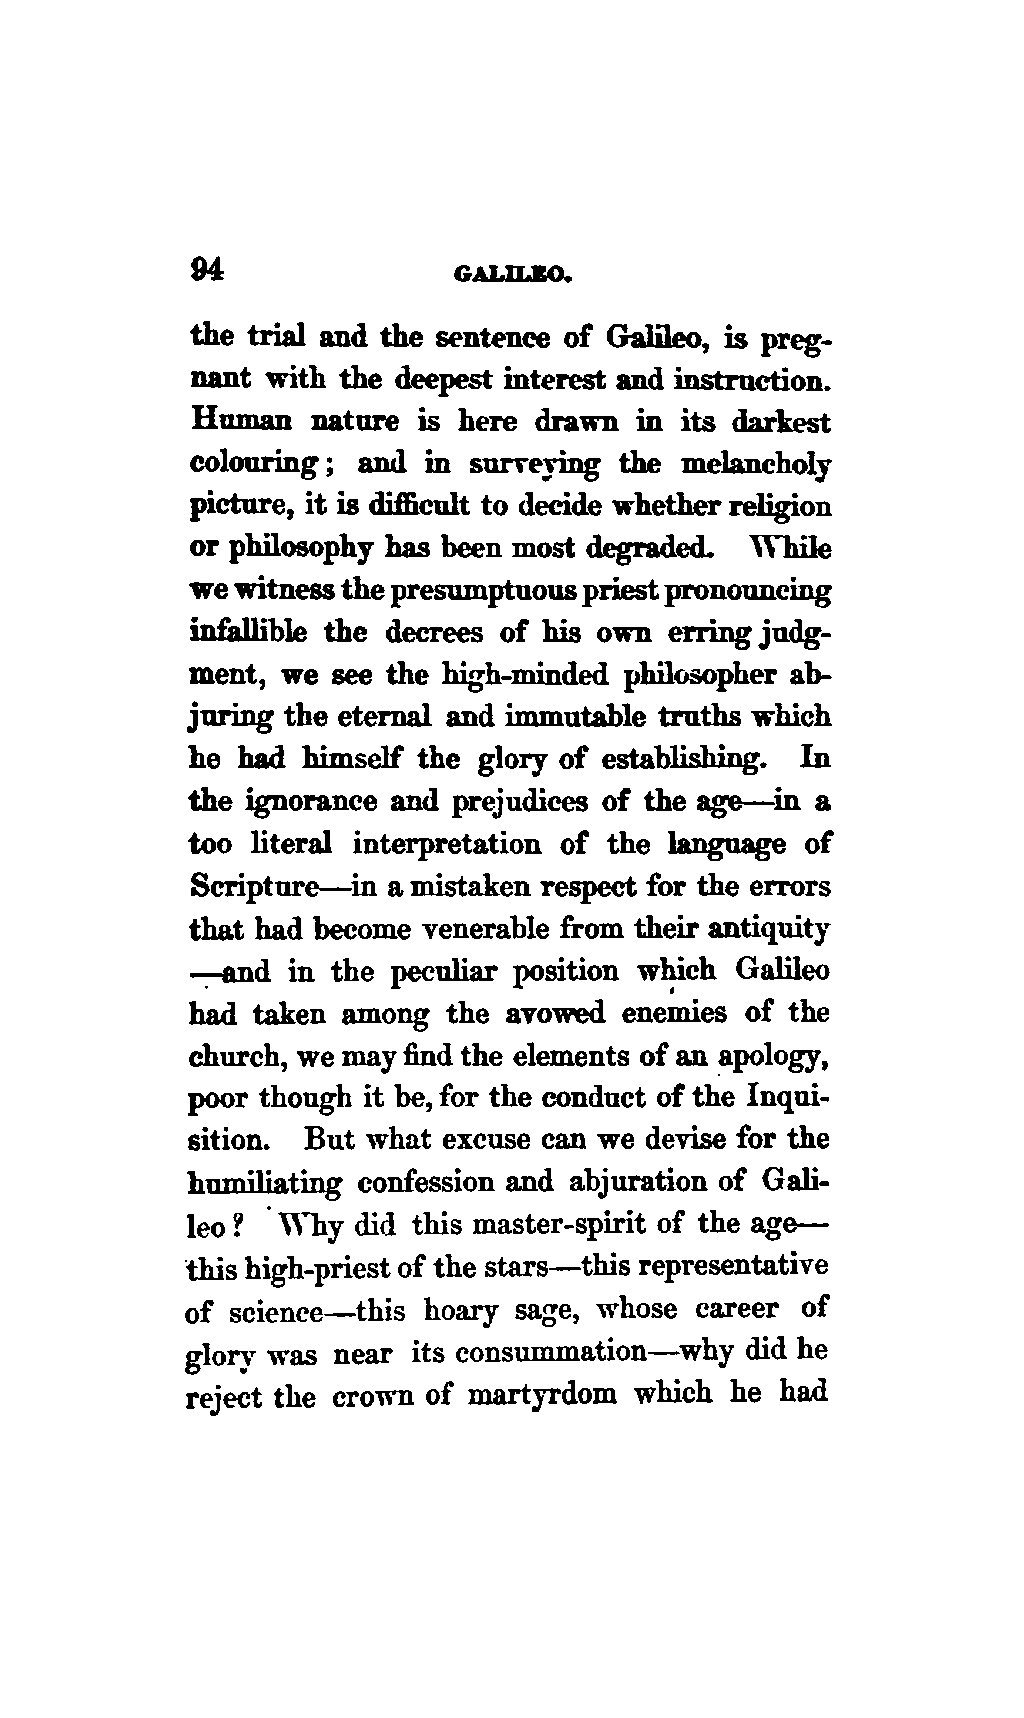 94 GALILEO.
the trial and the sentence of Galileo, is preg-
nant with the deepest interest and instruction.
Human nature is here drawn in its darkest
colouring; and in surveying the melancholy
picture, it is difficult to decide whether religion
or philosophy has been most degraded. While
we witness the presumptuous priest pronouncing
infallible the decrees of his own erring judg-
ment, we see the high-minded philosopher ab-
juring the eternal and immutable truths which
he had himself the glory of establishing. In
the ignorance and prejudices of the age—in a
too literal interpretation of the language of
Scripture—in a mistaken respect for the errors
that had become venerable from their antiquity
—and in the peculiar position which Galileo
had taken among the avowed enemies of the
church, we may find the elements of an apology,
poor though it be, for the conduct of the Inqui-
sition. But what excuse can we devise for the
humiliating confession and abjuration of Gali-
leo? Why did this master-spirit of the age—
this high-priest of the stars—this representative
of science—this hoary sage, whose career of
glory was near its consummation—why did he
reject the crown of martyrdom which he had